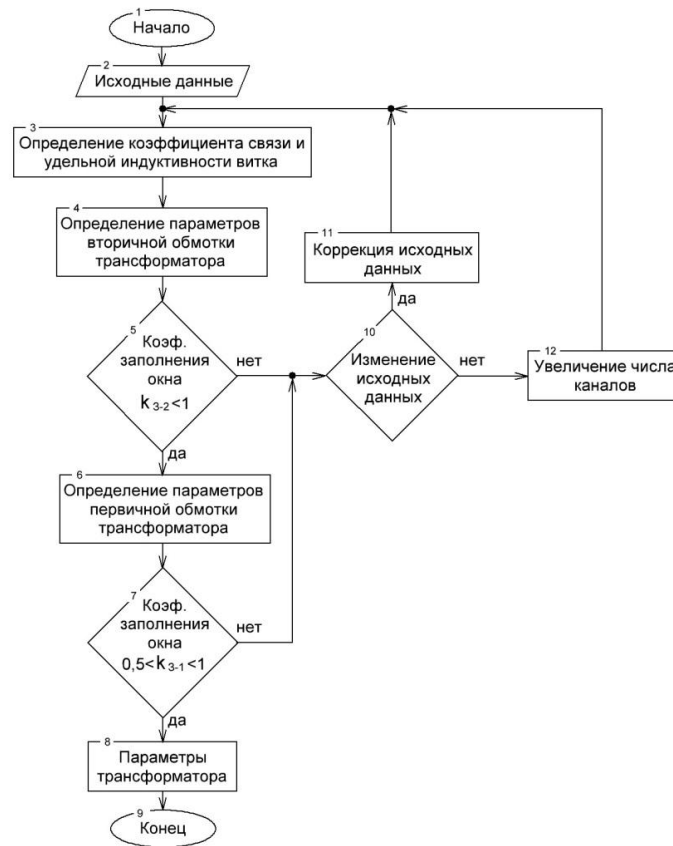 1
Начало
2
Исходные данные
3
Определение коэффициента связи и
удельной индуктивности витка
4
Определение параметров
вторичной обмотки
трансформатора
11
Коррекция исходных
данных
да
5
Коэф.
заполнения
окна
k З-2 <1
нет
10
Изменение
исходных
данных
нет
12
Увеличение числа
каналов
да
6
Определение параметров
первичной обмотки
трансформатора
7
Коэф.
заполнения
окна
0,5< k З-1 <1
нет
да
8
Параметры
трансформатора
9
Конец